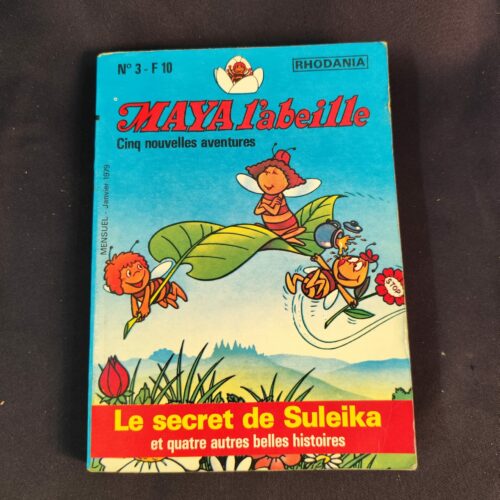 N° 3 - F 10
RHODANIA
MAYA l'abeille
Cinq nouvelles aventures
MENSUEL - Janvier 1979
STOP
Le secret de Suleika
et quatre autres belles histoires